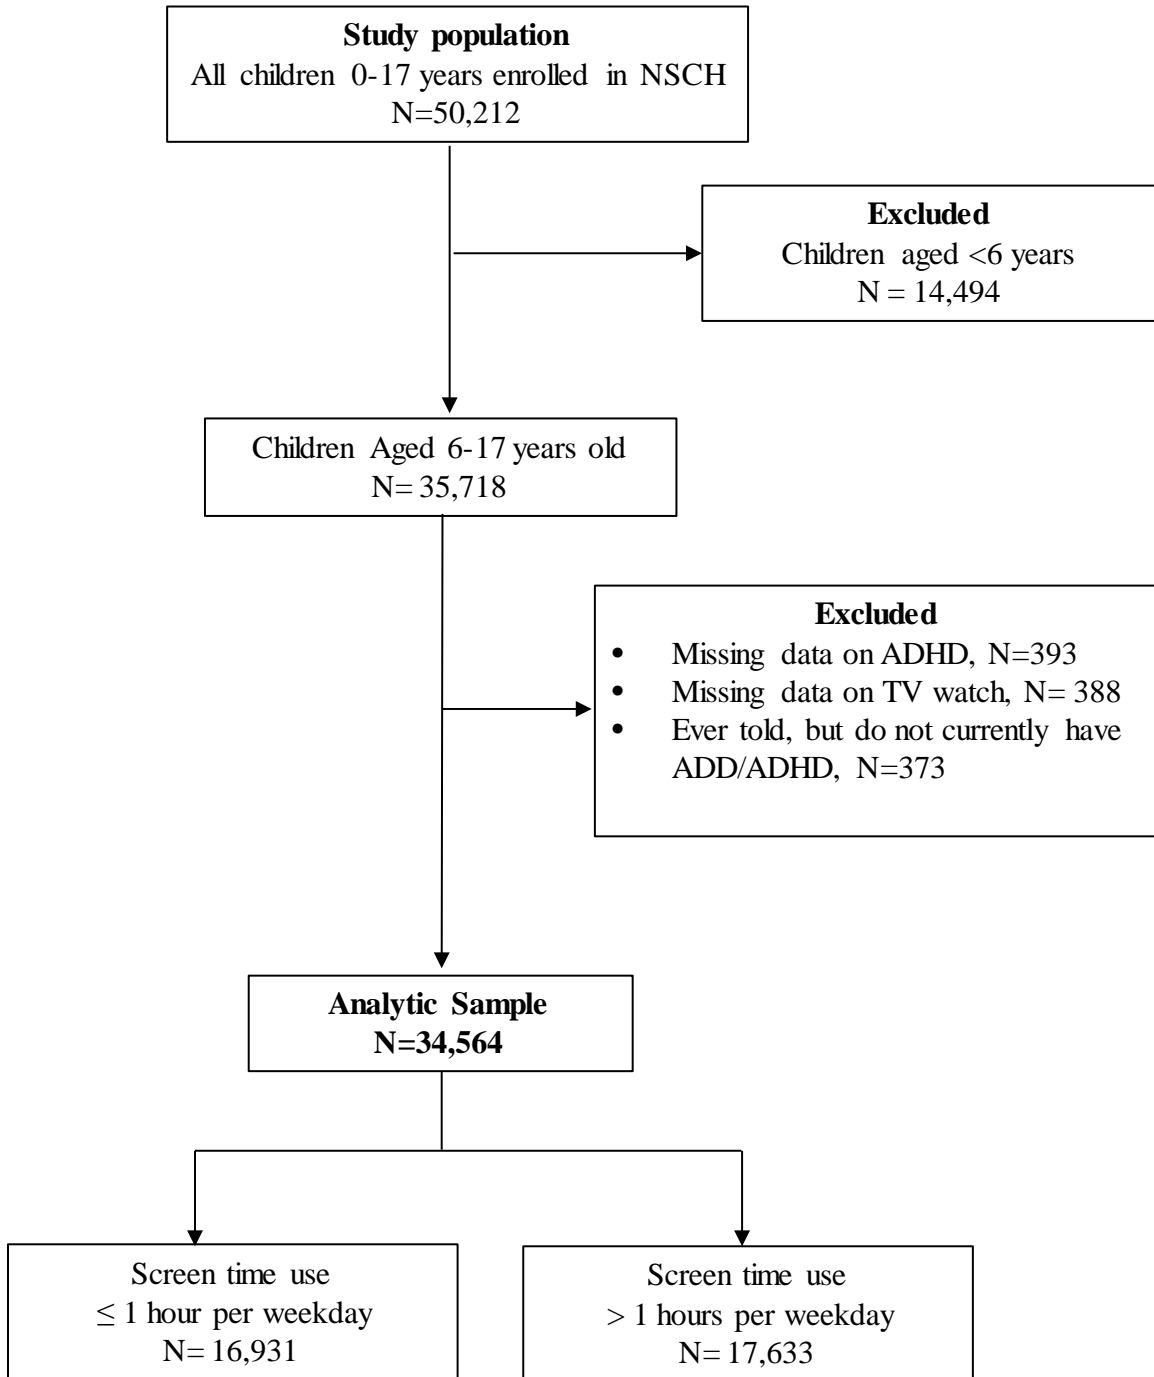 Study population
All children 0-17 years enrolled in NSCH
N=50,212
Excluded
Children aged <6 years
N = 14,494
Children Aged 6-17 years old
N= 35,718
Excluded
• Missing data on ADHD, N=393
• Missing data on TV watch, N= 388
• Ever told, but do not currently have
ADD/ADHD, N=373
Analytic Sample
N=34,564
Screen time use
≤ 1 hour per weekday
N= 16,931
Screen time use
> 1 hours per weekday
N= 17,633